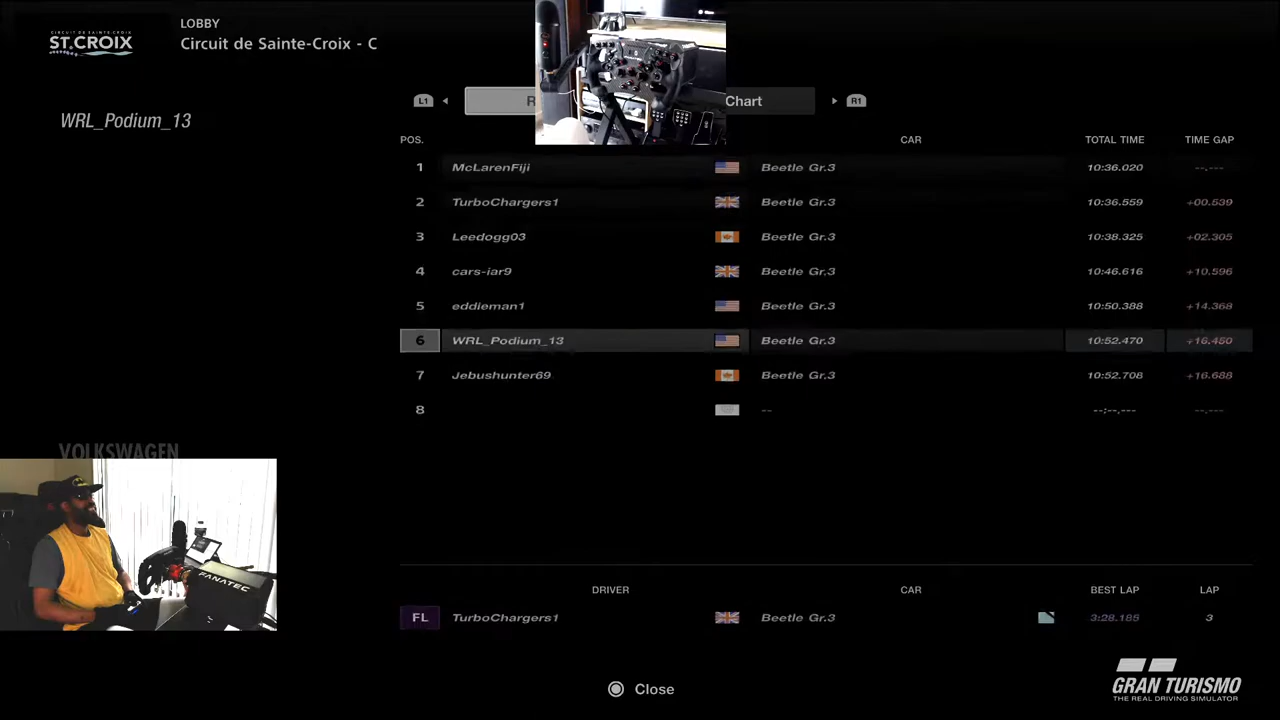 ST.CROIX
LOBBY
Circuit de Sainte-Croix - C
WRL_Podium_13
L1 R Chart R1
POS. CAR TOTAL TIME TIME GAP
1 McLarenFiji Beetle Gr.3 10:36.020 --.---
2 TurboChargers1 Beetle Gr.3 10:36.559 +00.539
3 Leedogg03 Beetle Gr.3 10:38.325 +02.305
4 cars-iar9 Beetle Gr.3 10:46.616 +10.596
5 eddieman1 Beetle Gr.3 10:50.388 +14.368
6 WRL_Podium_13 Beetle Gr.3 10:52.470 +16.450
7 Jebushunter69 Beetle Gr.3 10:52.708 +16.688
8 -- --:--.--- --.---
VOLKSWAGEN
FANATEC
DRIVER CAR BEST LAP LAP
FL TurboChargers1 Beetle Gr.3 3:28.185 3
Close
GRAN TURISMO
THE REAL DRIVING SIMULATOR